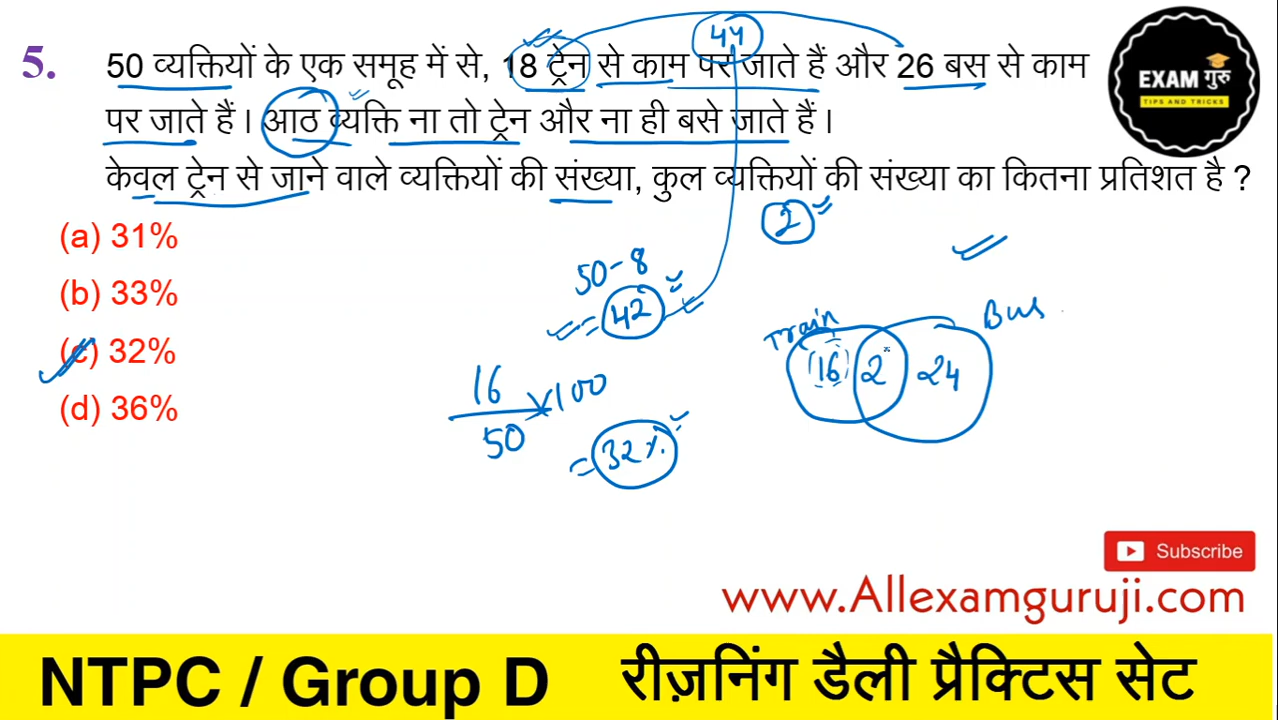 5. 50 व्यक्तियों के एक समूह में से, 18 ट्रेन से काम पर जाते हैं और 26 बस से काम
पर जाते हैं। आठ व्यक्ति ना तो ट्रेन और ना ही बसे जाते हैं।
केवल ट्रेन से जाने वाले व्यक्तियों की संख्या, कुल व्यक्तियों की संख्या का कितना प्रतिशत है ?
(a) 31%
(b) 33%
(c) 32%
(d) 36%
44
2
50-8
= 42
16/50 ×100
= 32%
Train
Bus
16 2 24
EXAM गुरु
TIPS AND TRICKS
Subscribe
www.Allexamguruji.com
NTPC / Group D रीज़निंग डैली प्रैक्टिस सेट